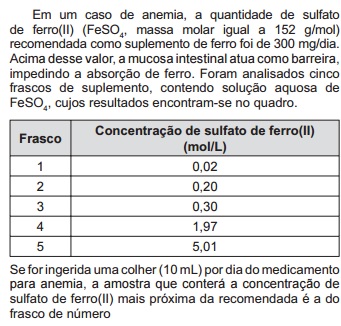 Em um caso de anemia, a quantidade de sulfato
de ferro(II) (FeSO₄, massa molar igual a 152 g/mol)
recomendada como suplemento de ferro foi de 300 mg/dia.
Acima desse valor, a mucosa intestinal atua como barreira,
impedindo a absorção de ferro. Foram analisados cinco
frascos de suplemento, contendo solução aquosa de
FeSO₄, cujos resultados encontram-se no quadro.
Frasco Concentração de sulfato de ferro(II)
(mol/L)
1 0,02
2 0,20
3 0,30
4 1,97
5 5,01
Se for ingerida uma colher (10 mL) por dia do medicamento
para anemia, a amostra que conterá a concentração de
sulfato de ferro(II) mais próxima da recomendada é a do
frasco de número